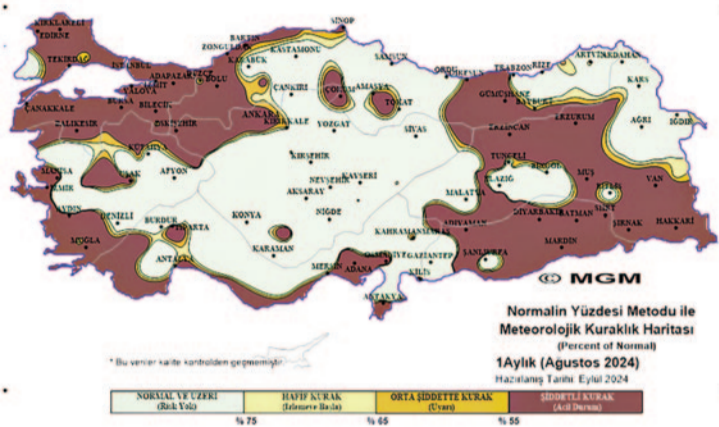 KIRKLARELİ
EDİRNE
TEKİRDAĞ
İSTANBUL
YALOVA
ADAPAZARI
DÜZCE
BOLU
ZONGULDAK
BARTIN
KARABÜK
KASTAMONU
SİNOP
SAMSUN
ORDU
GİRESUN
TRABZON
RİZE
ARTVİN
ARDAHAN
KARS
ÇANAKKALE
BURSA
BİLECİK
ESKİŞEHİR
ANKARA
KIRIKKALE
ÇANKIRI
ÇORUM
AMASYA
TOKAT
GÜMÜŞHANE
BAYBURT
ERZURUM
AĞRI
IĞDIR
BALIKESİR
KÜTAHYA
YOZGAT
SİVAS
ERZİNCAN
TUNCELİ
BİNGÖL
MUŞ
BİTLİS
VAN
MANİSA
İZMİR
UŞAK
AFYON
KIRŞEHİR
NEVŞEHİR
KAYSERİ
AKSARAY
MALATYA
ELAZIĞ
AYDIN
DENİZLİ
BURDUR
ISPARTA
KONYA
NİĞDE
KAHRAMANMARAŞ
ADIYAMAN
DİYARBAKIR
BATMAN
SİİRT
ŞIRNAK
HAKKARİ
MUĞLA
ANTALYA
KARAMAN
MERSİN
ADANA
OSMANİYE
GAZİANTEP
KİLİS
ŞANLIURFA
MARDİN
ANTAKYA
© MGM
Normalin Yüzdesi Metodu ile
Meteorolojik Kuraklık Haritası
(Percent of Normal)
1Aylık (Ağustos 2024)
Hazırlanış Tarihi: Eylül 2024
* Bu veriler kalite kontrolden geçmemiştir.
NORMAL VE ÜZERİ
(Risk Yok)
HAFİF KURAK
(İzlemeye Başla)
ORTA ŞİDDETTE KURAK
(Uyarı)
ŞİDDETLİ KURAK
(Acil Durum)
% 75
% 65
% 55